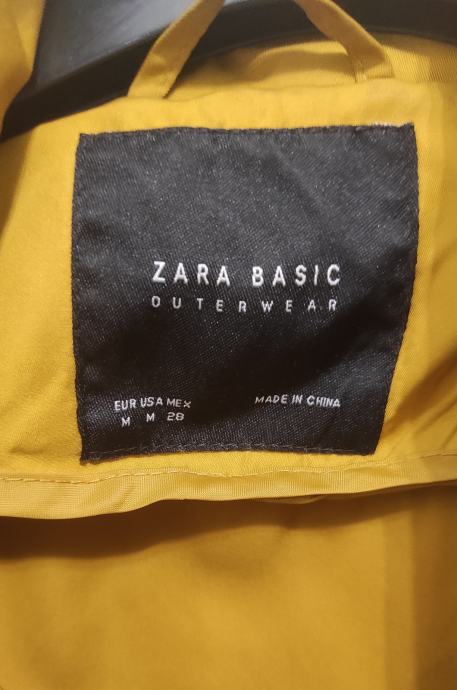 ZARA BASIC
OUTERWEAR
EUR USA MEX
M M 28
MADE IN CHINA